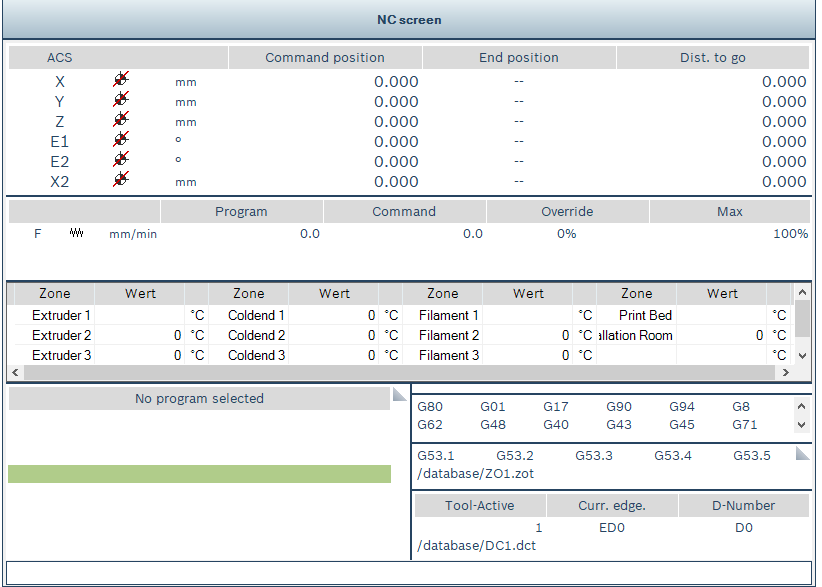 NC screen
ACS Command position End position Dist. to go
X mm 0.000 -- 0.000
Y mm 0.000 -- 0.000
Z mm 0.000 -- 0.000
E1 ° 0.000 -- 0.000
E2 ° 0.000 -- 0.000
X2 mm 0.000 -- 0.000
Program Command Override Max
F mm/min 0.0 0.0 0% 100%
Zone Wert Zone Wert Zone Wert Zone Wert
Extruder 1 °C Coldend 1 0 °C Filament 1 °C Print Bed °C
Extruder 2 0 °C Coldend 2 0 °C Filament 2 0 °C allation Room 0 °C
Extruder 3 0 °C Coldend 3 0 °C Filament 3 0 °C °C
No program selected
G80 G01 G17 G90 G94 G8
G62 G48 G40 G43 G45 G71
G53.1 G53.2 G53.3 G53.4 G53.5
/database/ZO1.zot
Tool-Active Curr. edge. D-Number
1 ED0 D0
/database/DC1.dct